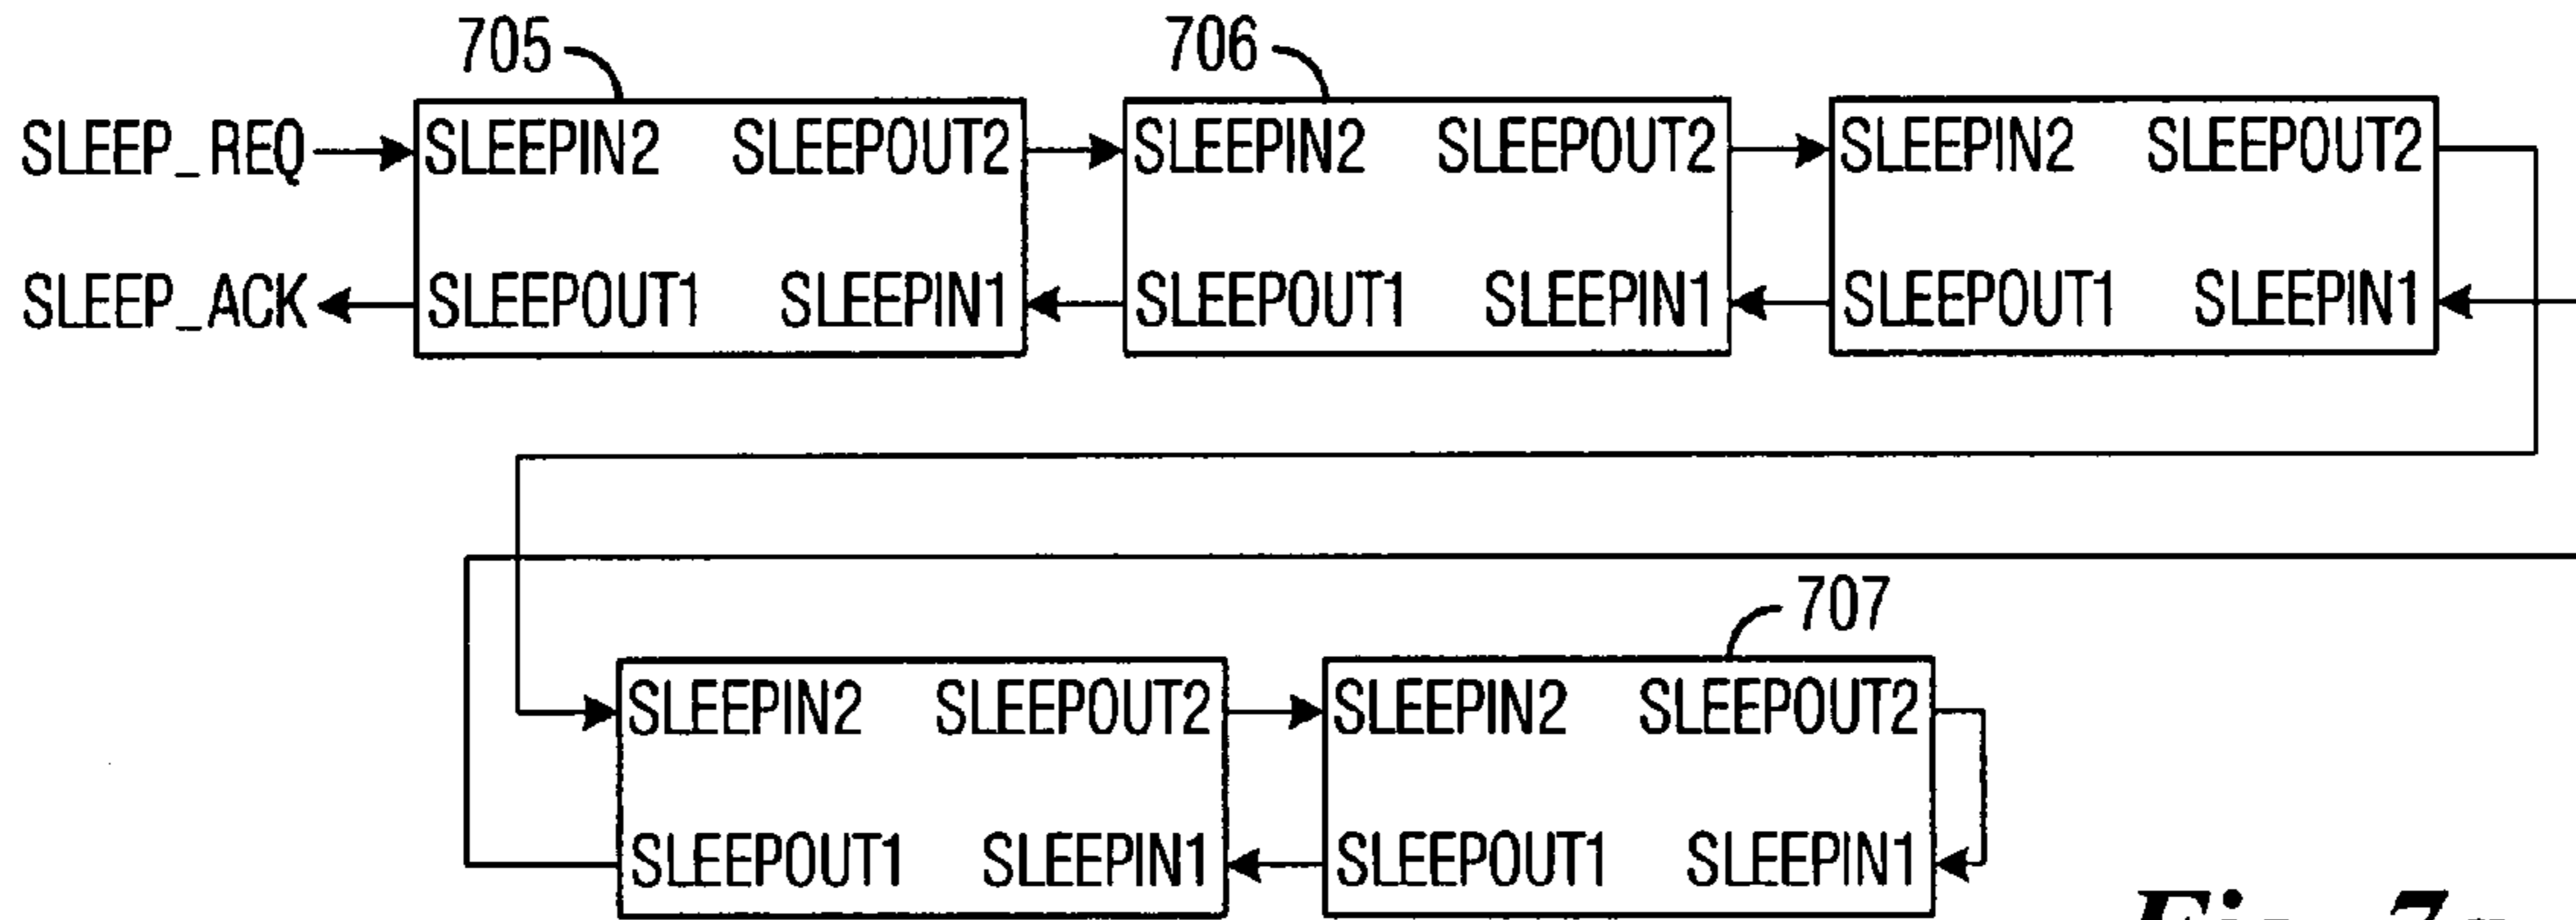 705 706
SLEEP_REQ SLEEPIN2 SLEEPOUT2 SLEEPIN2 SLEEPOUT2 SLEEPIN2 SLEEPOUT2
SLEEP_ACK SLEEPOUT1 SLEEPIN1 SLEEPOUT1 SLEEPIN1 SLEEPOUT1 SLEEPIN1
707
SLEEPIN2 SLEEPOUT2 SLEEPIN2 SLEEPOUT2
SLEEPOUT1 SLEEPIN1 SLEEPOUT1 SLEEPIN1